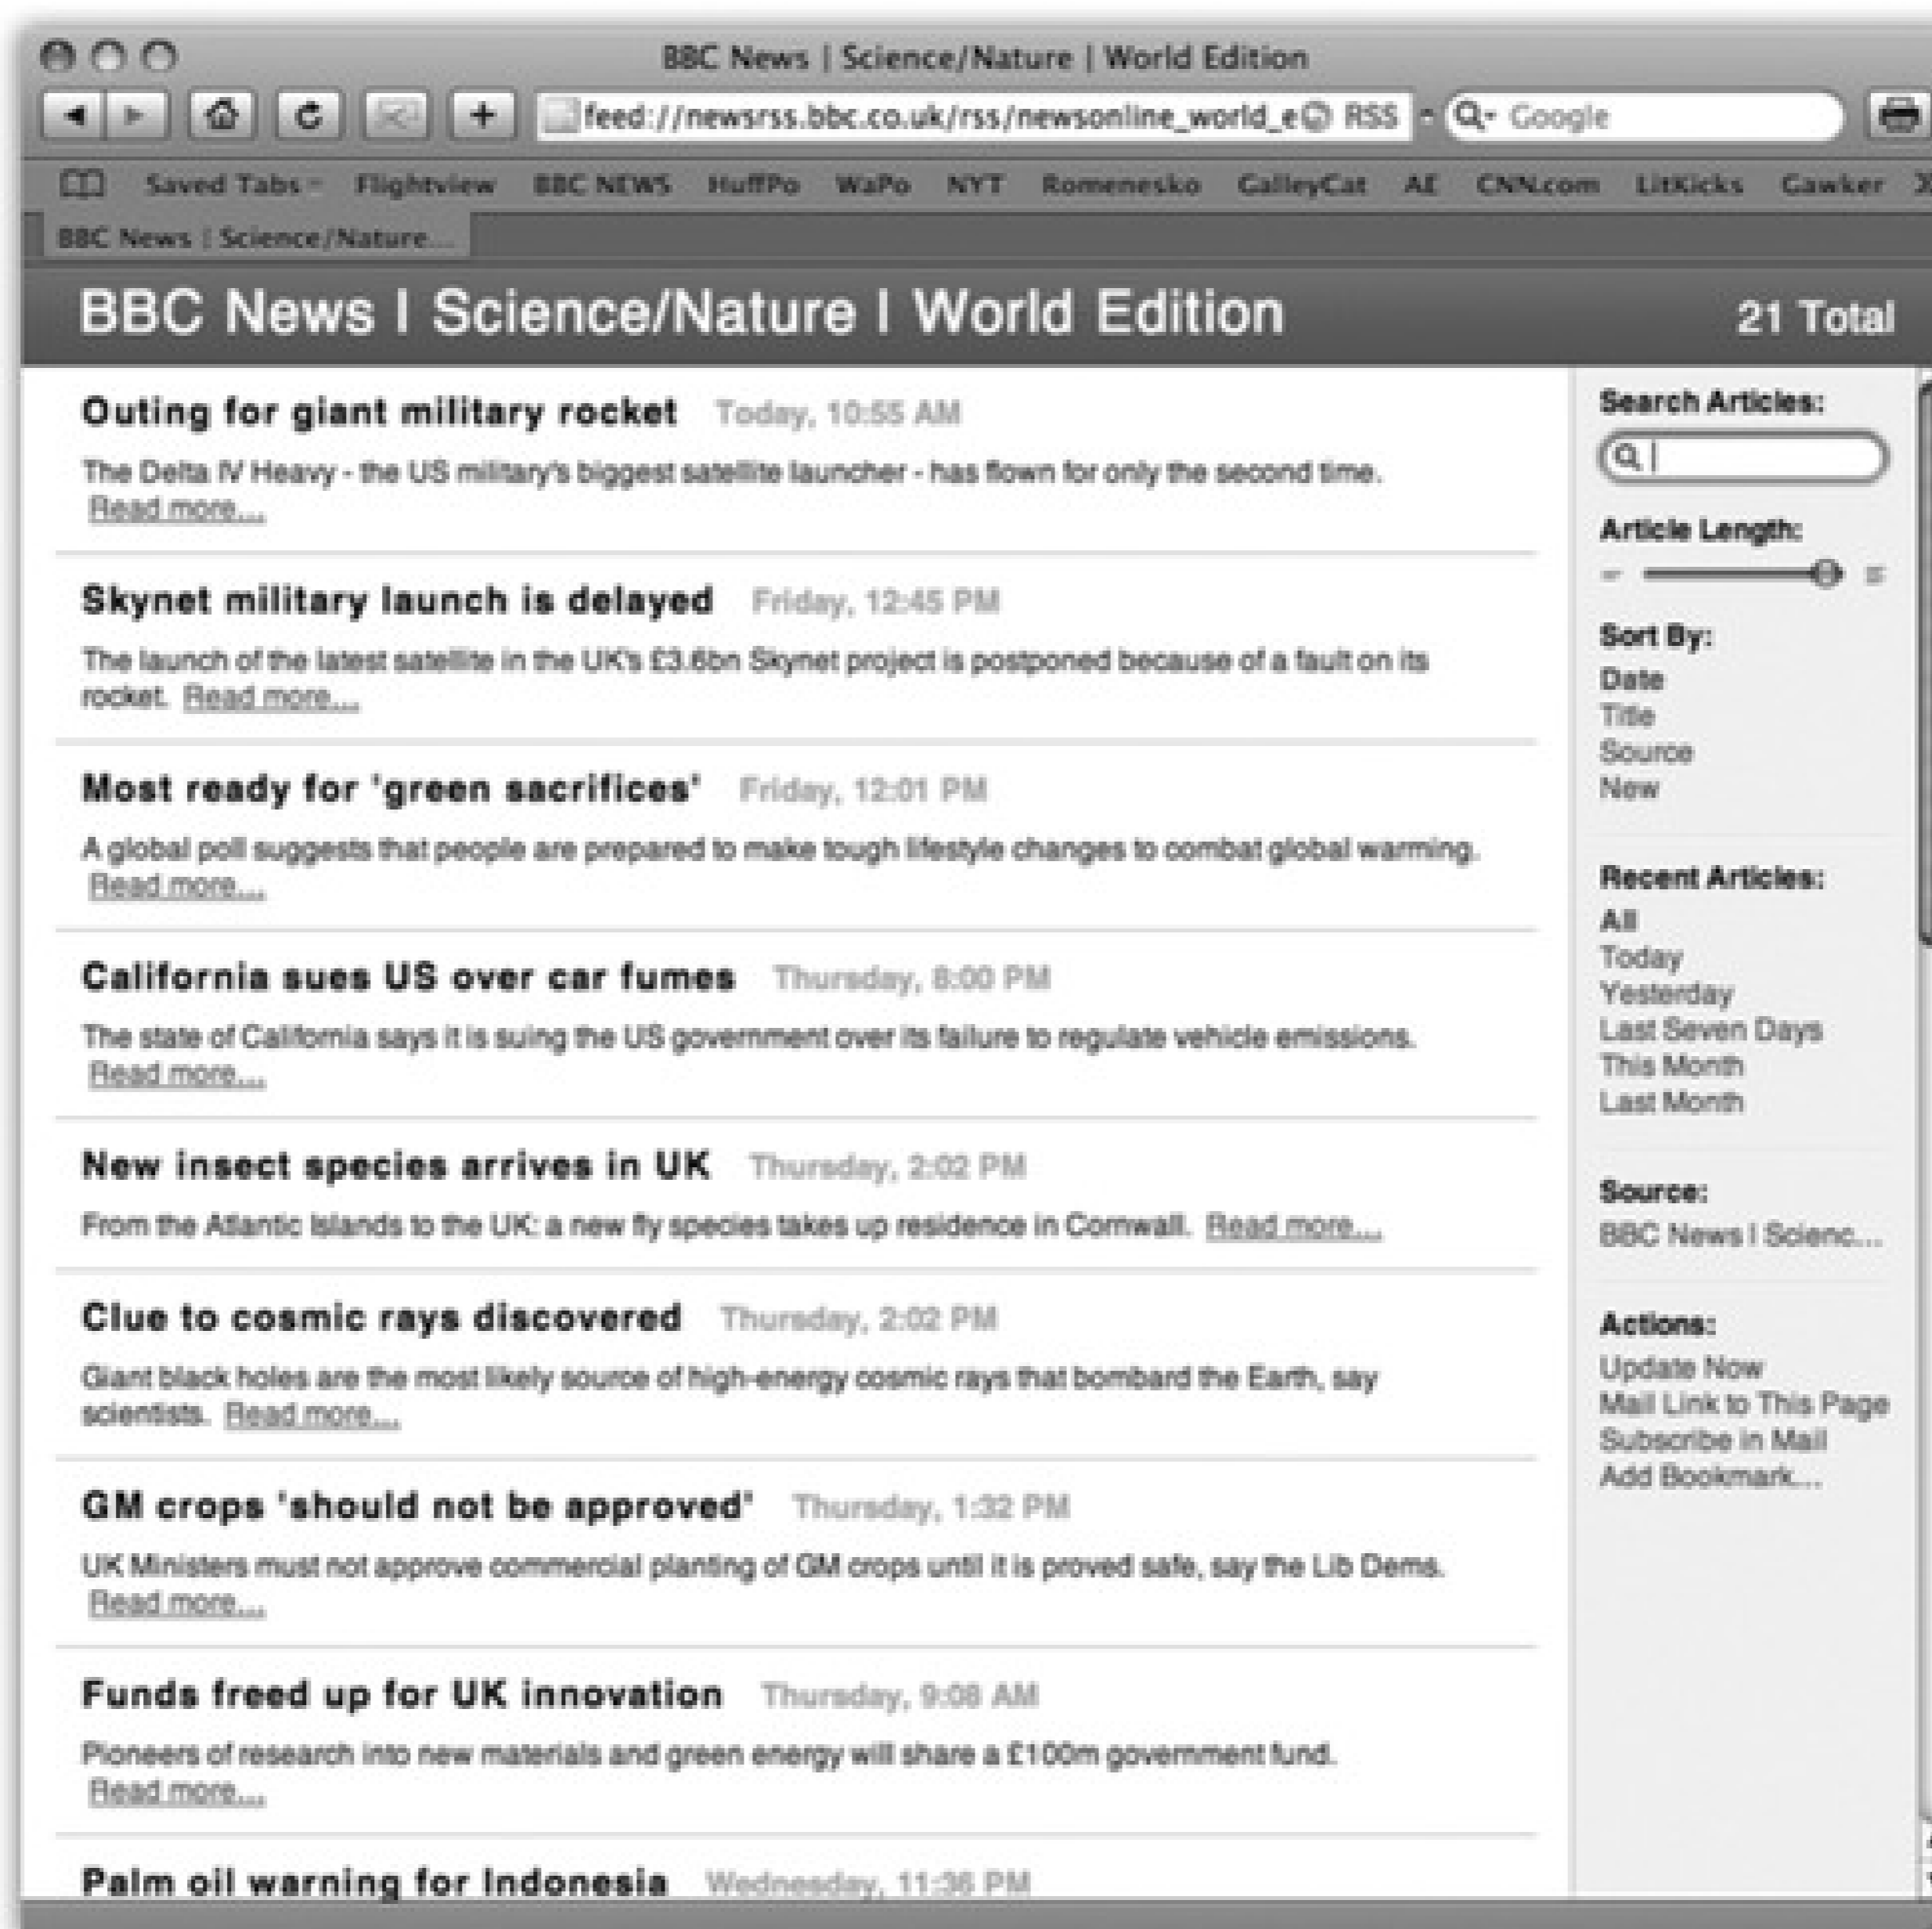 BBC News | Science/Nature | World Edition
feed://newsrss.bbc.co.uk/rss/newsonline_world_e RSS
Google
Saved Tabs Flightview BBC NEWS HuffPo WaPo NYT Romenesko GalleyCat AE CNN.com LitKicks Gawker
BBC News | Science/Nature...
BBC News | Science/Nature | World Edition
21 Total
Outing for giant military rocket Today, 10:55 AM
The Delta IV Heavy - the US military's biggest satellite launcher - has flown for only the second time.
Read more...
Skynet military launch is delayed Friday, 12:45 PM
The launch of the latest satellite in the UK's £3.6bn Skynet project is postponed because of a fault on its
rocket. Read more...
Most ready for 'green sacrifices' Friday, 12:01 PM
A global poll suggests that people are prepared to make tough lifestyle changes to combat global warming.
Read more...
California sues US over car fumes Thursday, 8:00 PM
The state of California says it is suing the US government over its failure to regulate vehicle emissions.
Read more...
New insect species arrives in UK Thursday, 2:02 PM
From the Atlantic Islands to the UK: a new fly species takes up residence in Cornwall. Read more...
Clue to cosmic rays discovered Thursday, 2:02 PM
Giant black holes are the most likely source of high-energy cosmic rays that bombard the Earth, say
scientists. Read more...
GM crops 'should not be approved' Thursday, 1:32 PM
UK Ministers must not approve commercial planting of GM crops until it is proved safe, say the Lib Dems.
Read more...
Funds freed up for UK innovation Thursday, 9:08 AM
Pioneers of research into new materials and green energy will share a £100m government fund.
Read more...
Palm oil warning for Indonesia Wednesday, 11:36 PM
Search Articles:
Article Length:
Sort By:
Date
Title
Source
New
Recent Articles:
All
Today
Yesterday
Last Seven Days
This Month
Last Month
Source:
BBC News | Scienc...
Actions:
Update Now
Mail Link to This Page
Subscribe in Mail
Add Bookmark...